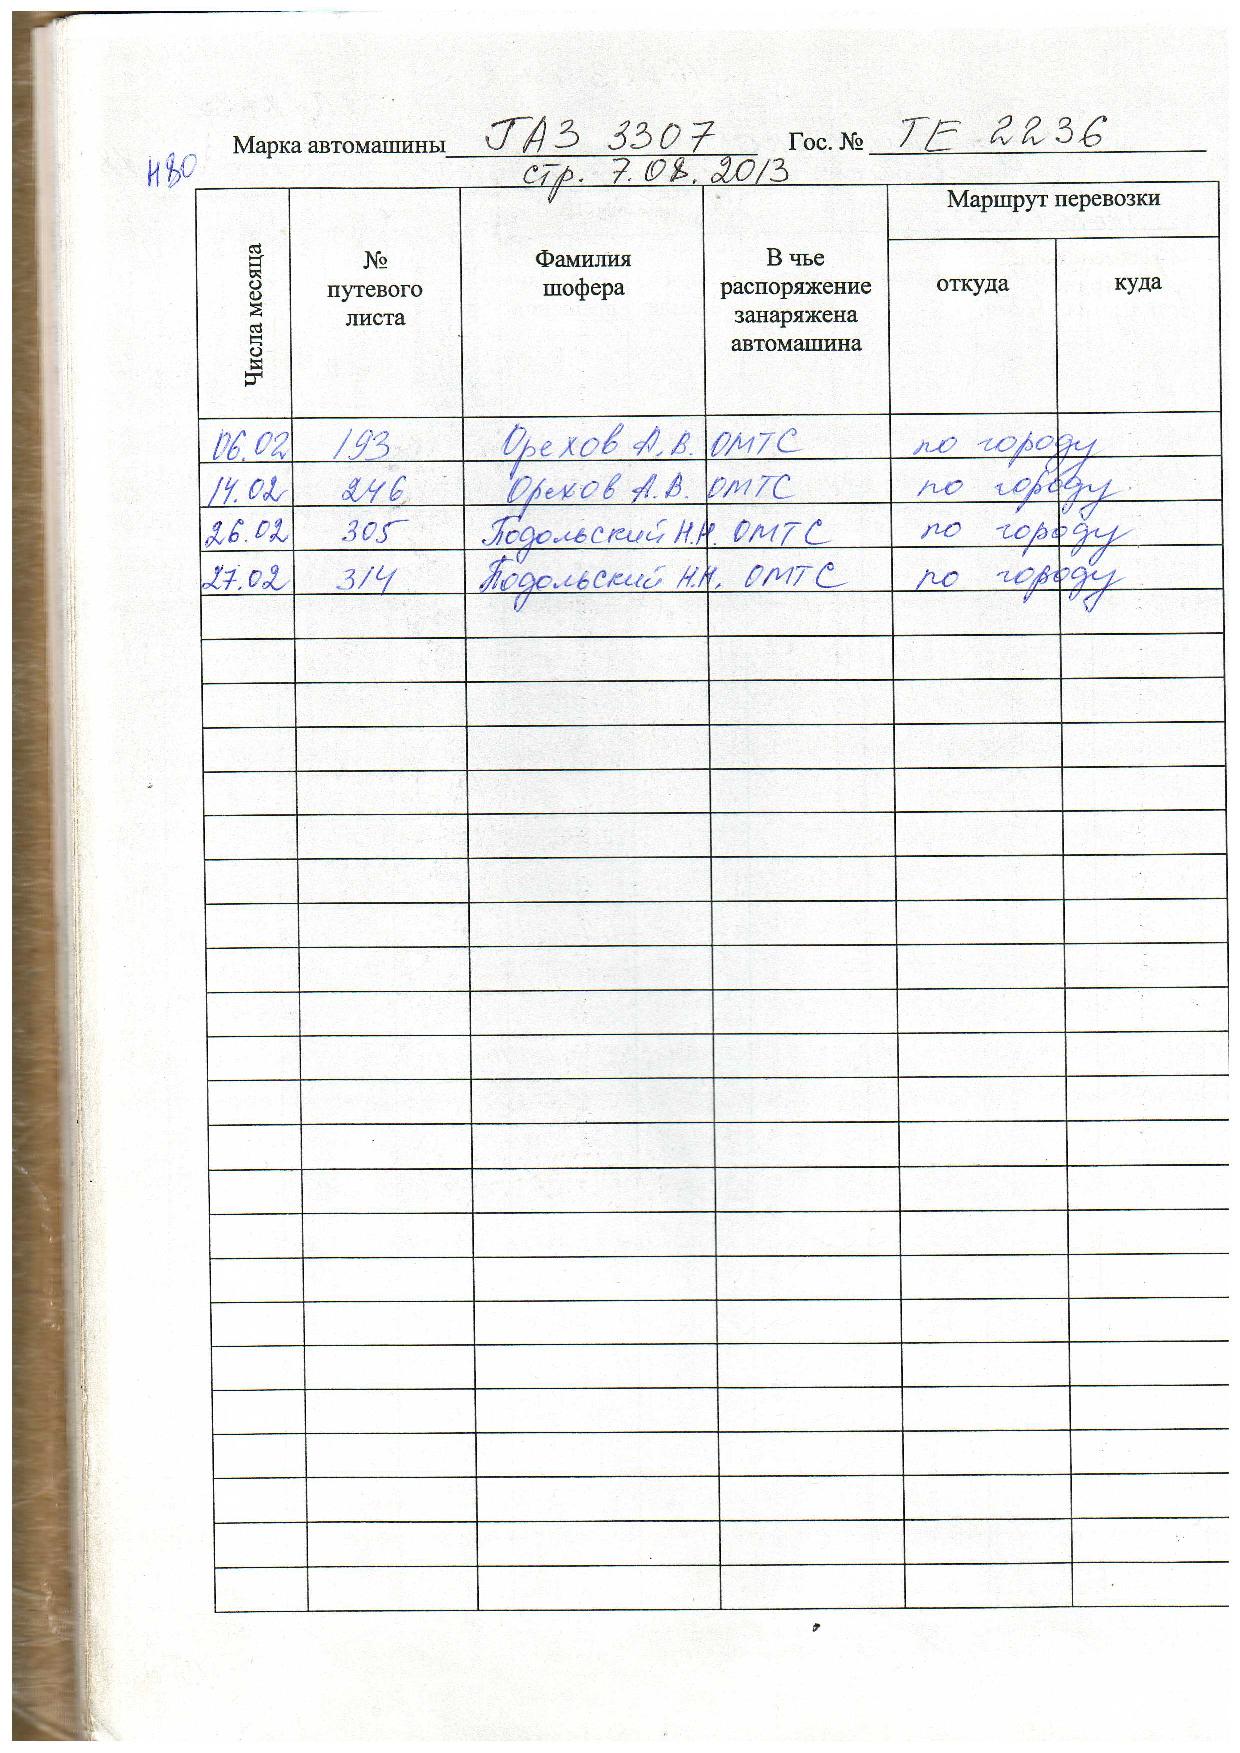 Марка автомашины ГАЗ 3307 Гос. № ТЕ 2236
Н80 стр. 7.08.2013
Числа месяца
№ путевого листа
Фамилия шофера
В чье распоряжение занаряжена автомашина
Маршрут перевозки
откуда куда
06.02 193 Орехов А.В. ОМТС по городу
14.02 246 Орехов А.В. ОМТС по городу
26.02 305 Подольский Н.Н. ОМТС по городу
27.02 314 Подольский Н.Н. ОМТС по городу